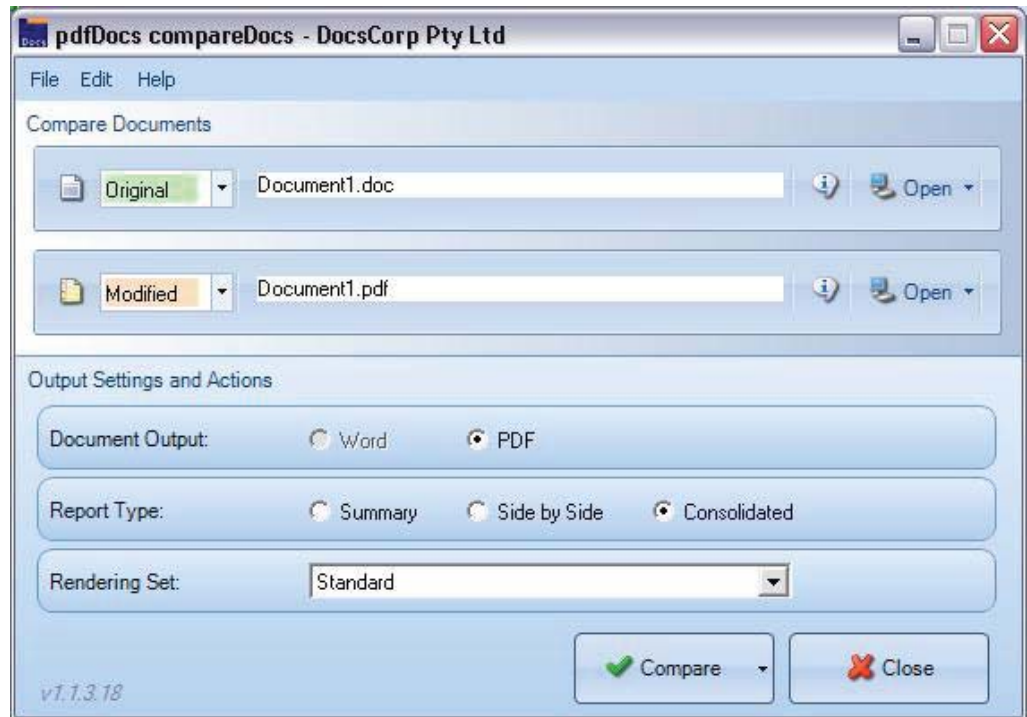 Docs pdfDocs compareDocs - DocsCorp Pty Ltd
File Edit Help
Compare Documents
Original Document1.doc Open
Modified Document1.pdf Open
Output Settings and Actions
Document Output: Word PDF
Report Type: Summary Side by Side Consolidated
Rendering Set: Standard
Compare Close
v1.1.3.18